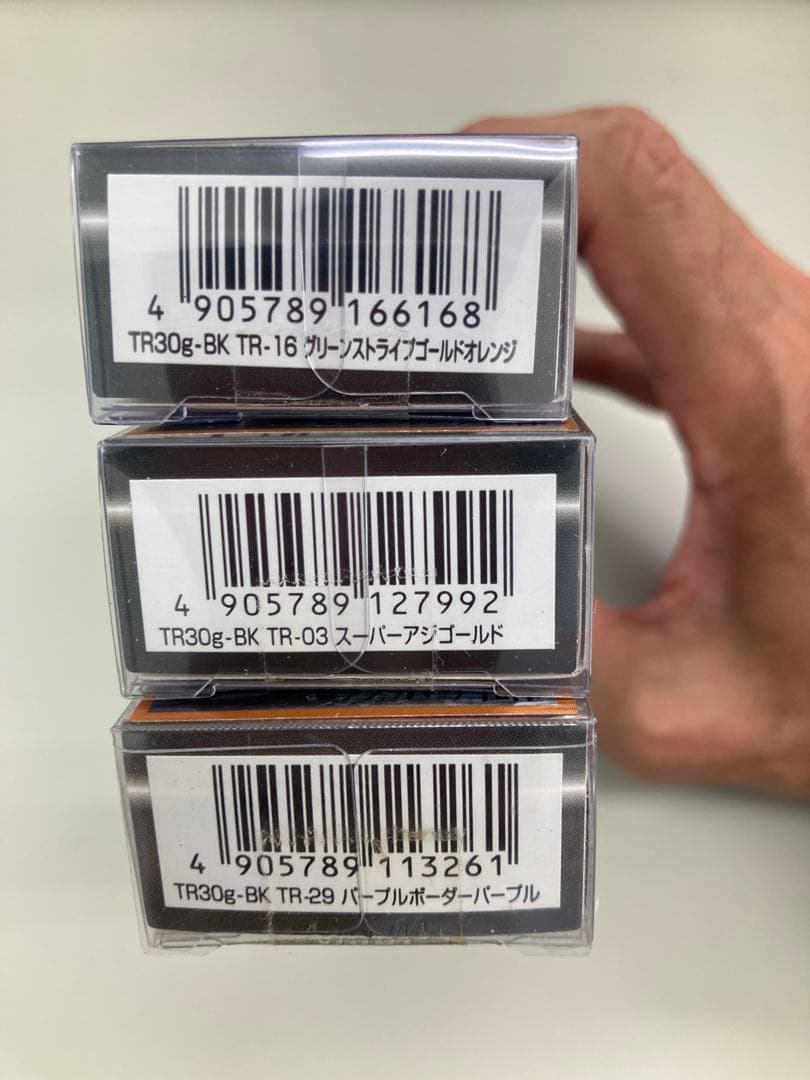 4 905789 166168
TR30g-BK TR-16 グリーンストライプゴールドオレンジ
4 905789 127992
TR30g-BK TR-03 スーパーアジゴールド
4 905789 113261
TR30g-BK TR-29 パープルボーダーパープル